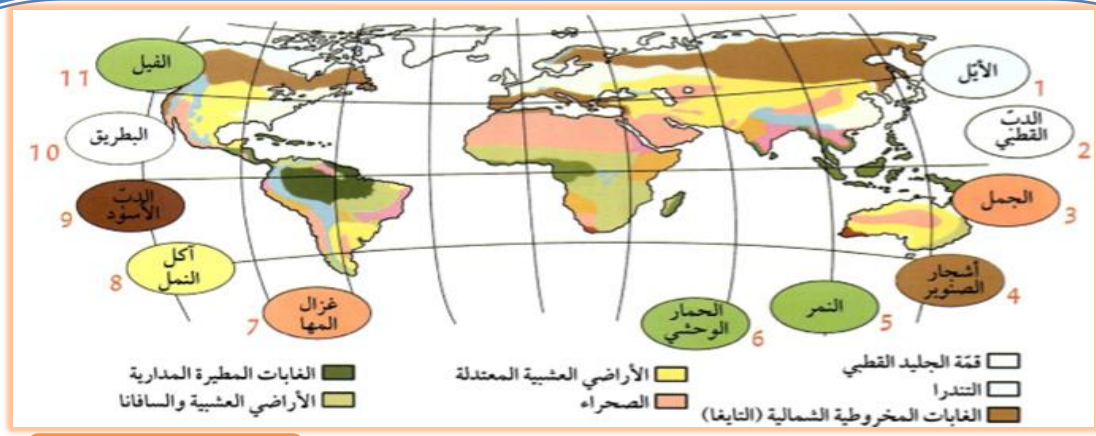 الأيّل
1
الدبّ
القطبي
2
الجمل
3
أشجار
الصنوبر
4
النمر
5
الحمار
الوحشي
6
غزال
المها
7
آكل
النمل
8
الدبّ
الأسود
9
البطريق
10
الفيل
11
قمّة الجليد القطبي
التندرا
الغابات المخروطية الشمالية (التايغا)
الأراضي العشبية المعتدلة
الصحراء
الغابات المطيرة المدارية
الأراضي العشبية والسافانا